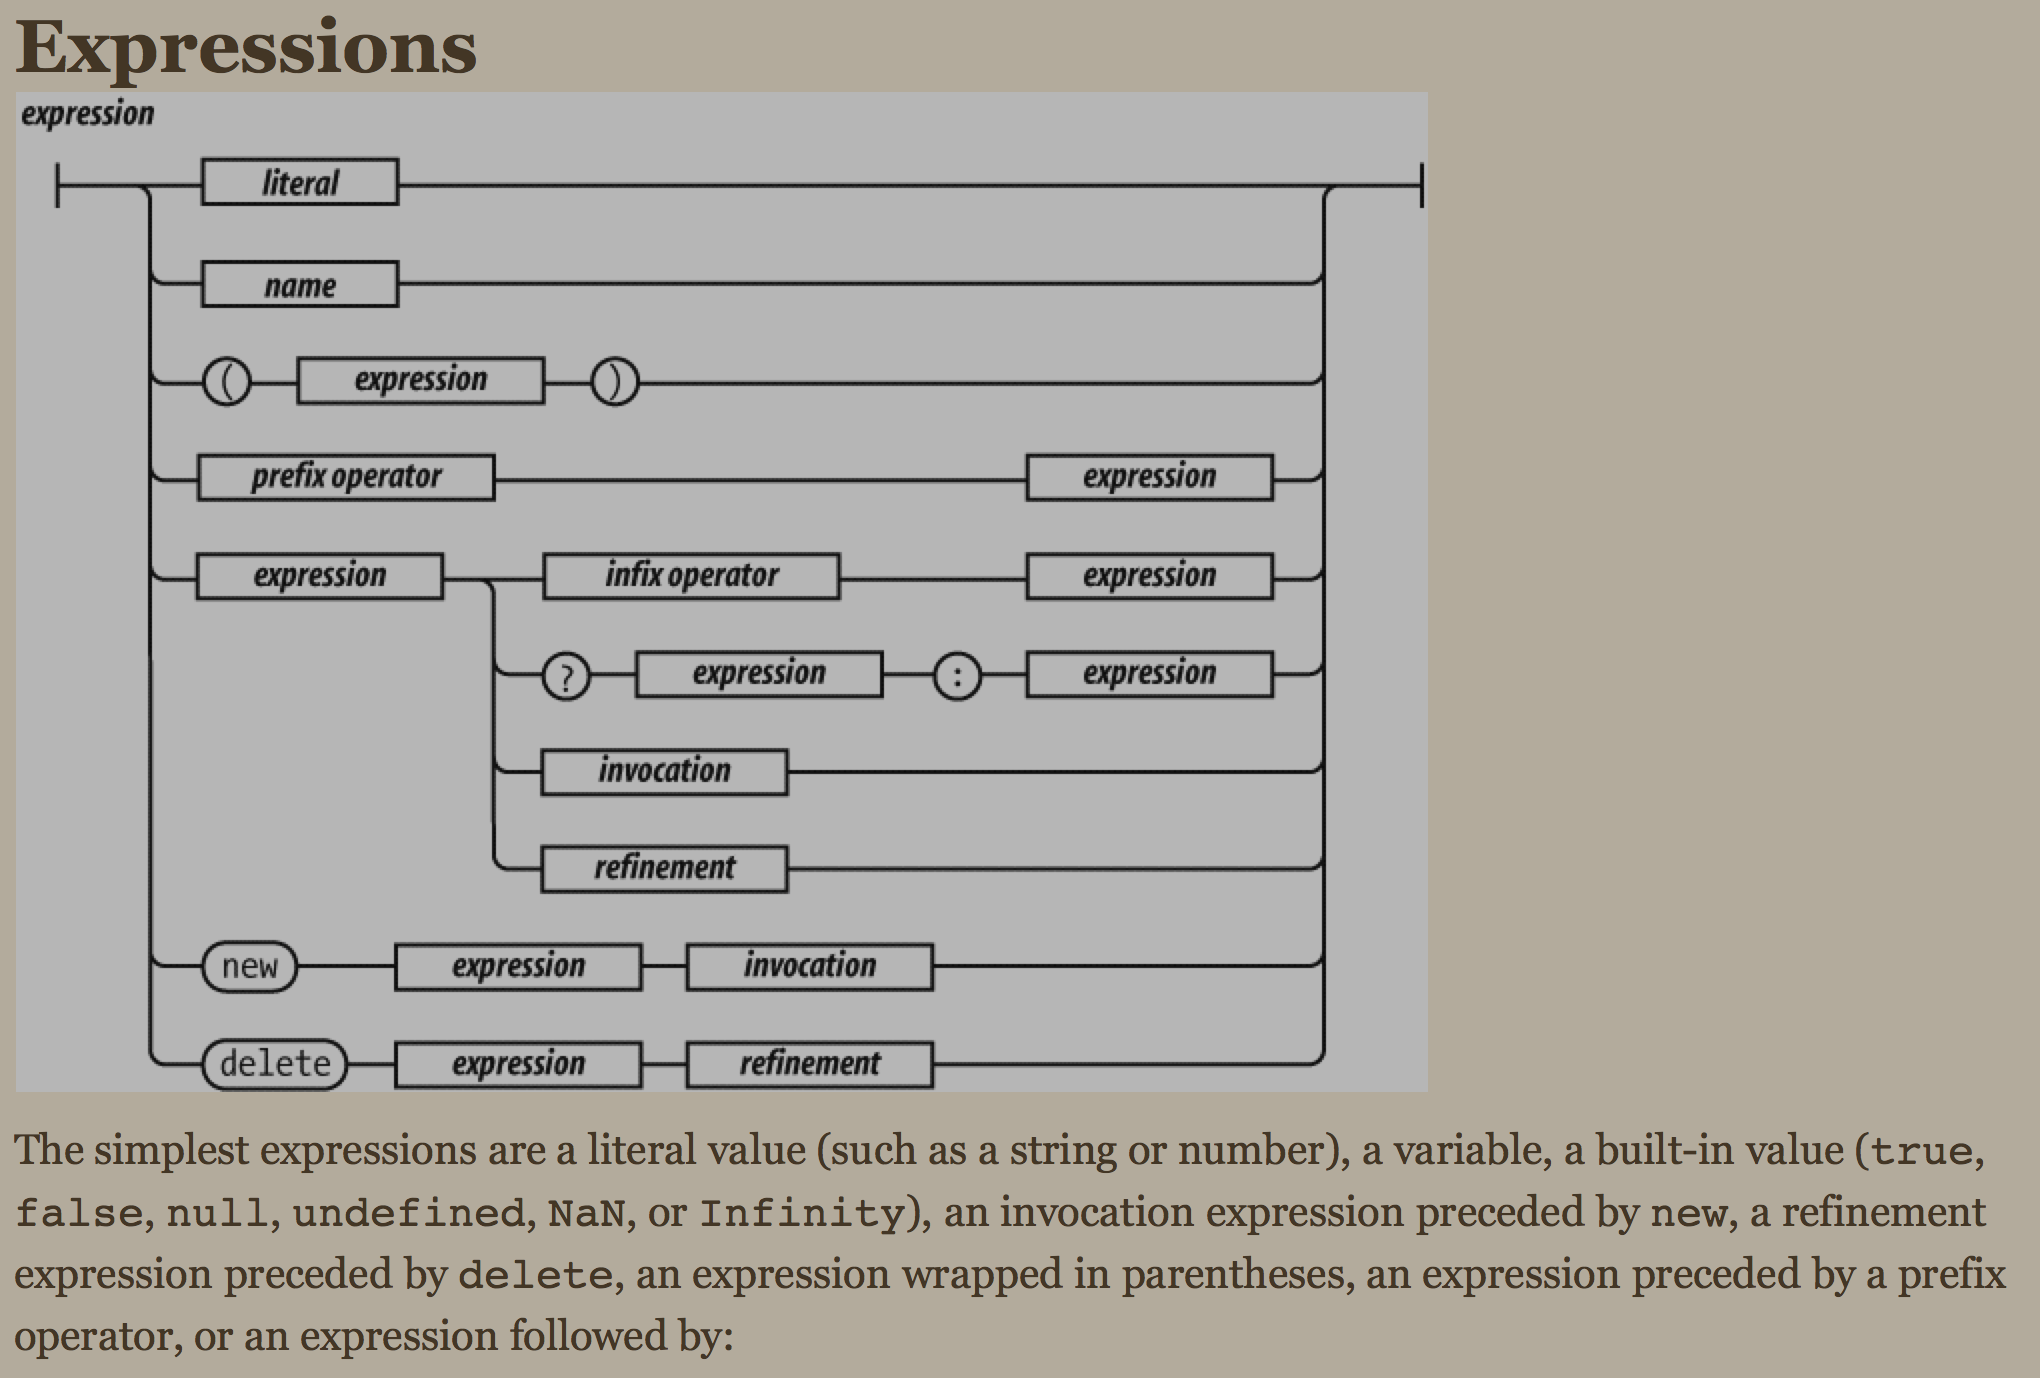 Expressions
expression
literal
name
( expression )
prefix operator expression
expression infix operator expression
? expression : expression
invocation
refinement
new expression invocation
delete expression refinement
The simplest expressions are a literal value (such as a string or number), a variable, a built-in value (true,
false, null, undefined, NaN, or Infinity), an invocation expression preceded by new, a refinement
expression preceded by delete, an expression wrapped in parentheses, an expression preceded by a prefix
operator, or an expression followed by: